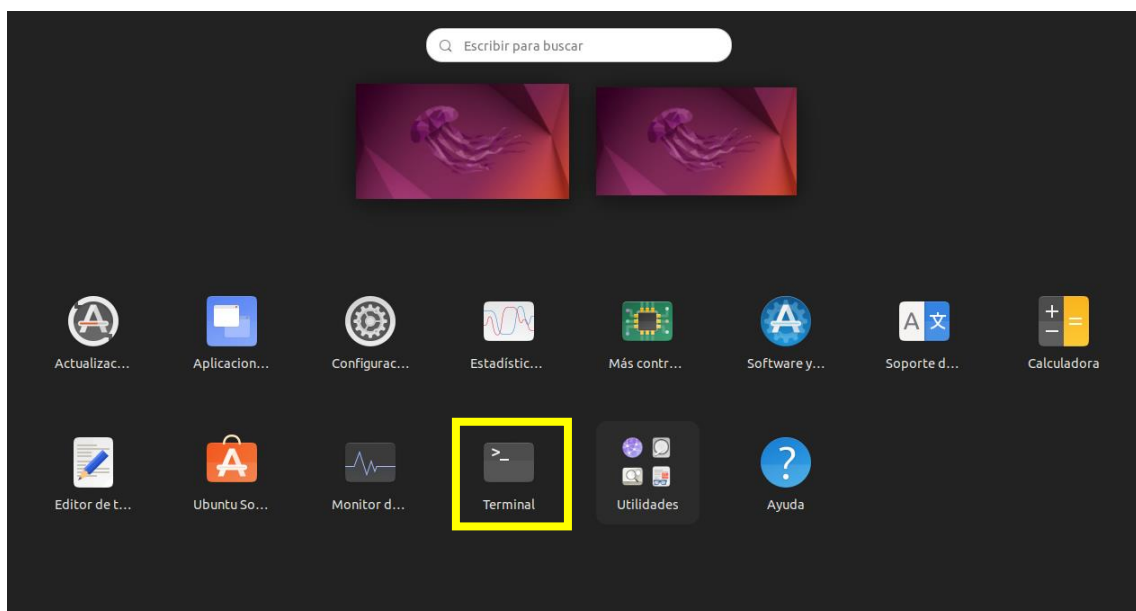 Escribir para buscar
Actualizac...
Aplicacion...
Configurac...
Estadístic...
Más contr...
Software y...
Soporte d...
Calculadora
Editor de t...
Ubuntu So...
Monitor d...
Terminal
Utilidades
Ayuda